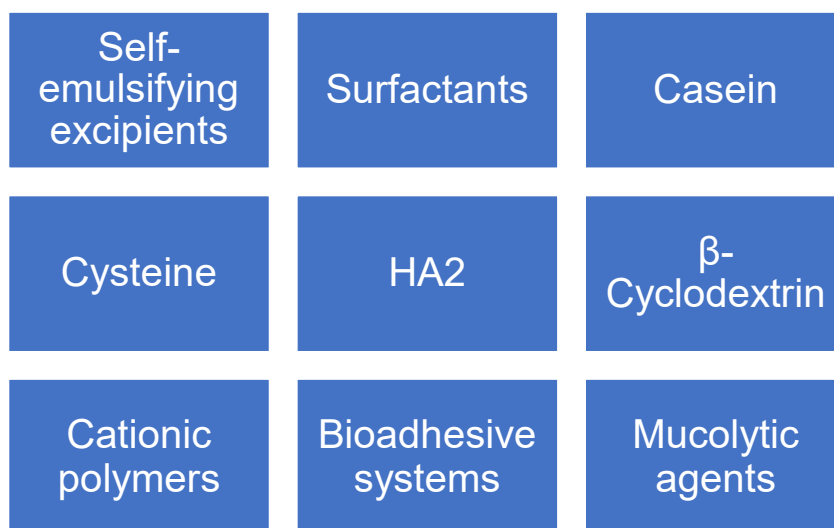 Self-
emulsifying
excipients
Surfactants
Casein
Cysteine
HA2
β-
Cyclodextrin
Cationic
polymers
Bioadhesive
systems
Mucolytic
agents